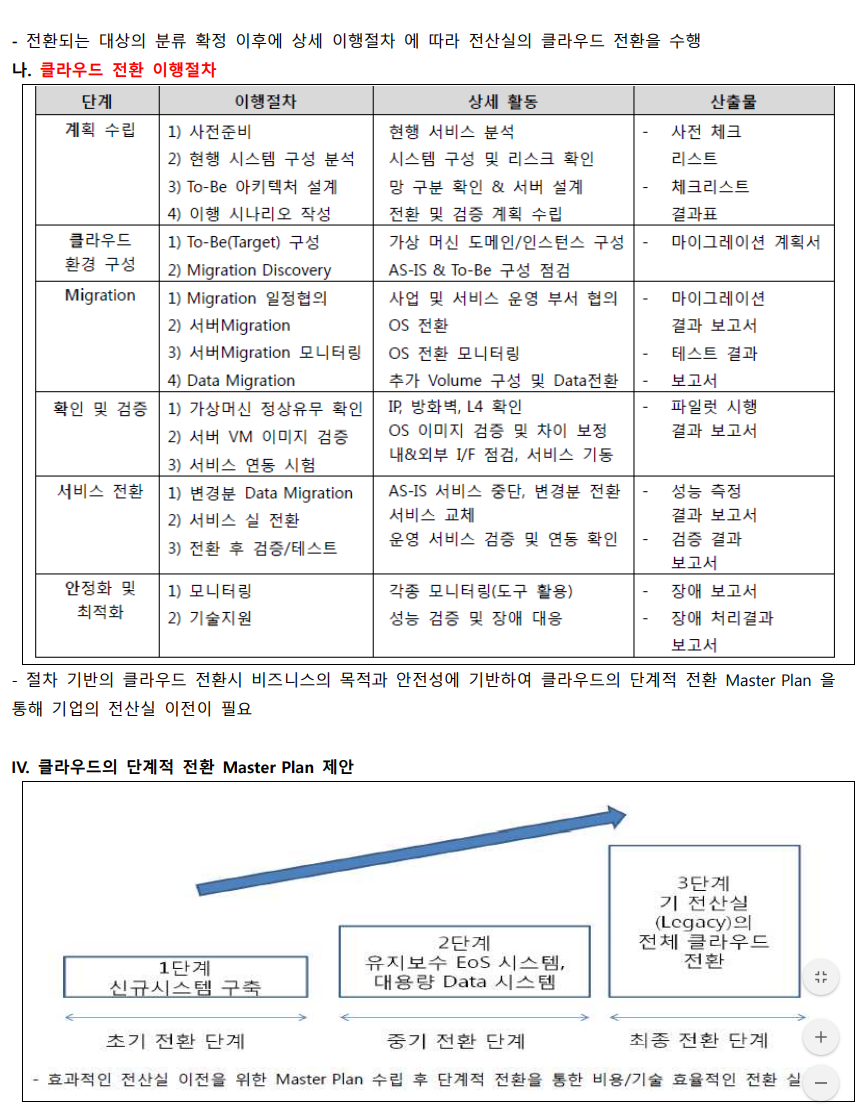 - 전환되는 대상의 분류 확정 이후에 상세 이행절차 에 따라 전산실의 클라우드 전환을 수행
나. 클라우드 전환 이행절차
단계 이행절차 상세 활동 산출물
계획 수립 1) 사전준비 현행 서비스 분석 - 사전 체크
2) 현행 시스템 구성 분석 시스템 구성 및 리스크 확인 리스트
3) To-Be 아키텍처 설계 망 구분 확인 & 서버 설계 - 체크리스트
4) 이행 시나리오 작성 전환 및 검증 계획 수립 결과표
클라우드 1) To-Be(Target) 구성 가상 머신 도메인/인스턴스 구성 - 마이그레이션 계획서
환경 구성 2) Migration Discovery AS-IS & To-Be 구성 점검
Migration 1) Migration 일정협의 사업 및 서비스 운영 부서 협의 - 마이그레이션
2) 서버Migration OS 전환 결과 보고서
3) 서버Migration 모니터링 OS 전환 모니터링 - 테스트 결과
4) Data Migration 추가 Volume 구성 및 Data전환 - 보고서
확인 및 검증 1) 가상머신 정상유무 확인 IP, 방화벽, L4 확인 - 파일럿 시행
2) 서버 VM 이미지 검증 OS 이미지 검증 및 차이 보정 결과 보고서
3) 서비스 연동 시험 내&외부 I/F 점검, 서비스 기동
서비스 전환 1) 변경분 Data Migration AS-IS 서비스 중단, 변경분 전환 - 성능 측정
2) 서비스 실 전환 서비스 교체 결과 보고서
3) 전환 후 검증/테스트 운영 서비스 검증 및 연동 확인 - 검증 결과
보고서
안정화 및 1) 모니터링 각종 모니터링(도구 활용) - 장애 보고서
최적화 2) 기술지원 성능 검증 및 장애 대응 - 장애 처리결과
보고서
- 절차 기반의 클라우드 전환시 비즈니스의 목적과 안전성에 기반하여 클라우드의 단계적 전환 Master Plan 을
통해 기업의 전산실 이전이 필요
IV. 클라우드의 단계적 전환 Master Plan 제안
1단계
신규시스템 구축
2단계
유지보수 EoS 시스템,
대용량 Data 시스템
3단계
기 전산실
(Legacy)의
전체 클라우드
전환
초기 전환 단계 중기 전환 단계 최종 전환 단계
- 효과적인 전산실 이전을 위한 Master Plan 수립 후 단계적 전환을 통한 비용/기술 효율적인 전환 실